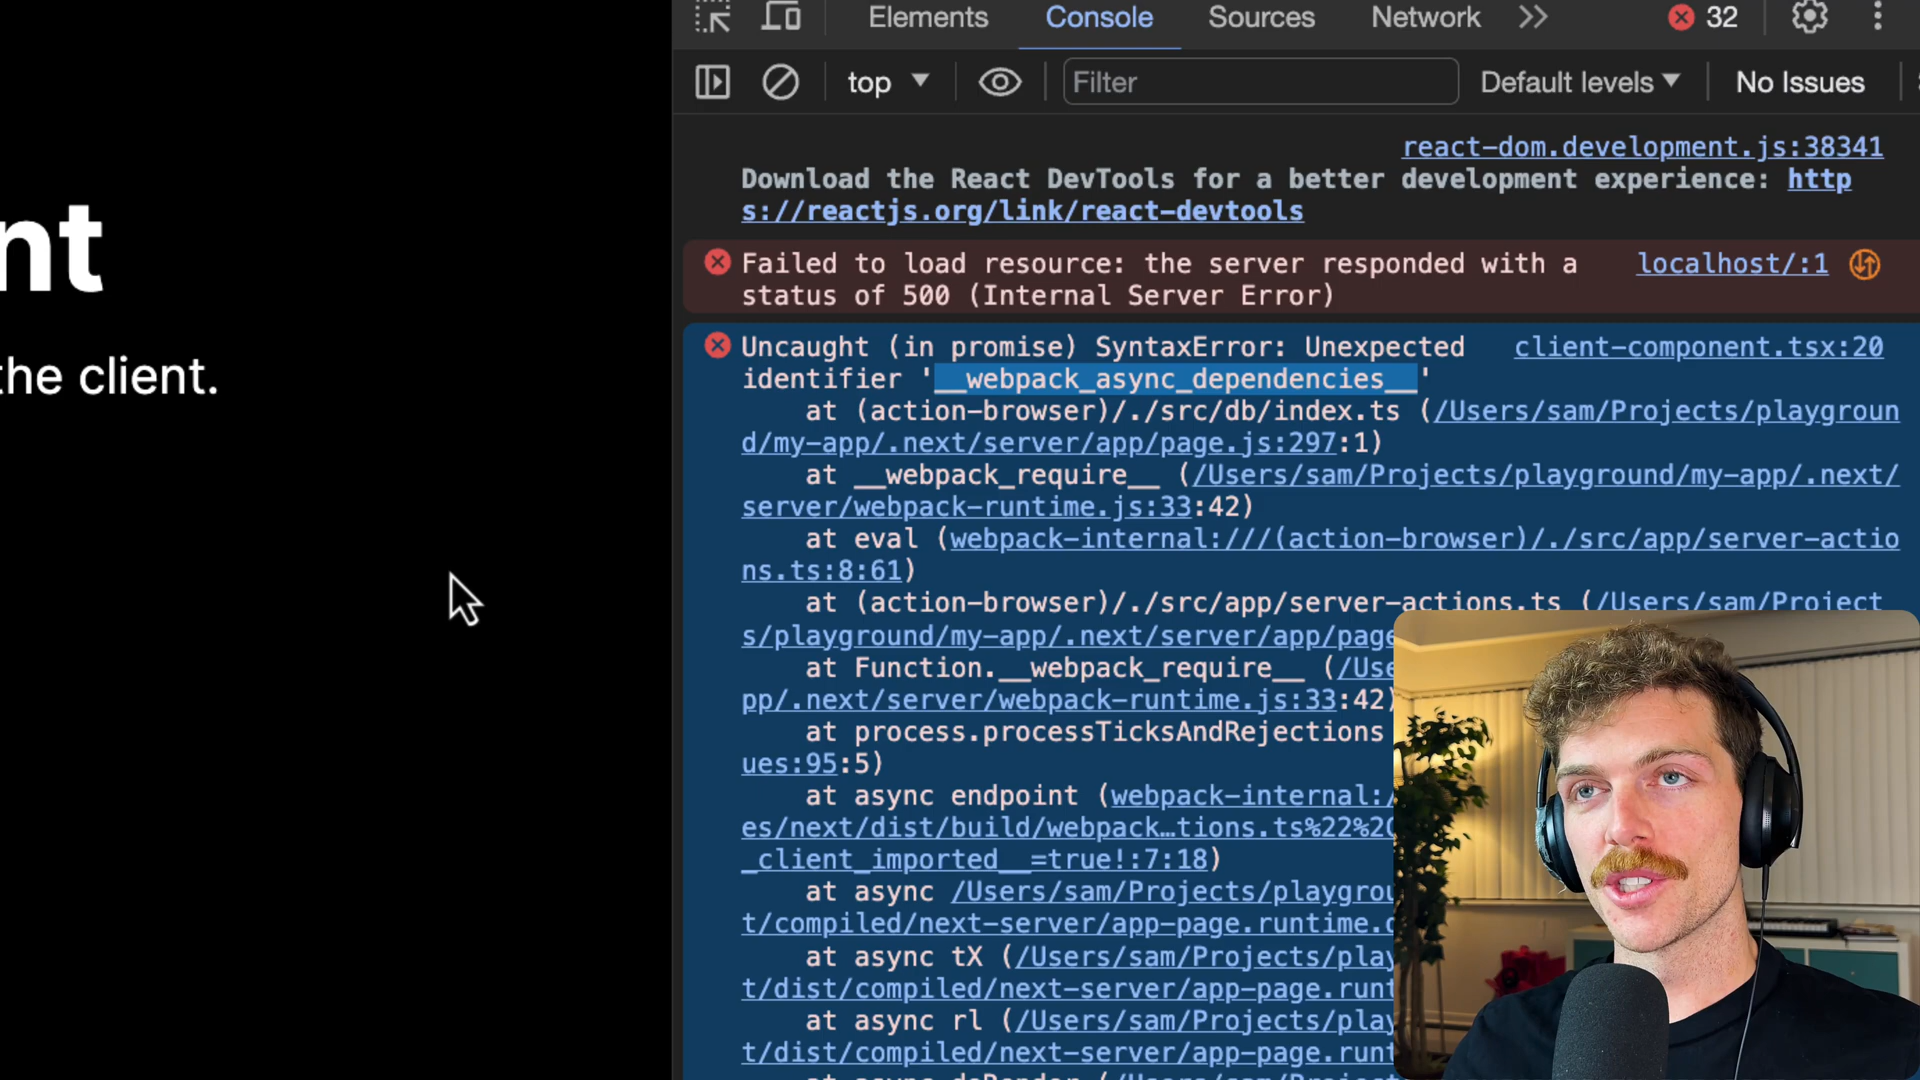 Elements Console Sources Network 32
top Filter Default levels No Issues
react-dom.development.js:38341
Download the React DevTools for a better development experience: http
s://reactjs.org/link/react-devtools
Failed to load resource: the server responded with a localhost/:1
status of 500 (Internal Server Error)
Uncaught (in promise) SyntaxError: Unexpected client-component.tsx:20
identifier '__webpack_async_dependencies__'
at (action-browser)/./src/db/index.ts (/Users/sam/Projects/playgroun
d/my-app/.next/server/app/page.js:297:1)
at __webpack_require__ (/Users/sam/Projects/playground/my-app/.next/
server/webpack-runtime.js:33:42)
at eval (webpack-internal:///(action-browser)/./src/app/server-actio
ns.ts:8:61)
at (action-browser)/./src/app/server-actions.ts (/Users/sam/Project
s/playground/my-app/.next/server/app/page
at Function.__webpack_require__ (/Use
pp/.next/server/webpack-runtime.js:33:42)
at process.processTicksAndRejections
ues:95:5)
at async endpoint (webpack-internal:/
es/next/dist/build/webpack…tions.ts%22%2
_client_imported__=true!:7:18)
at async /Users/sam/Projects/playgrou
t/compiled/next-server/app-page.runtime.
at async tX (/Users/sam/Projects/play
t/dist/compiled/next-server/app-page.runt
at async rl (/Users/sam/Projects/play
t/dist/compiled/next-server/app-page.runt
nt
the client.